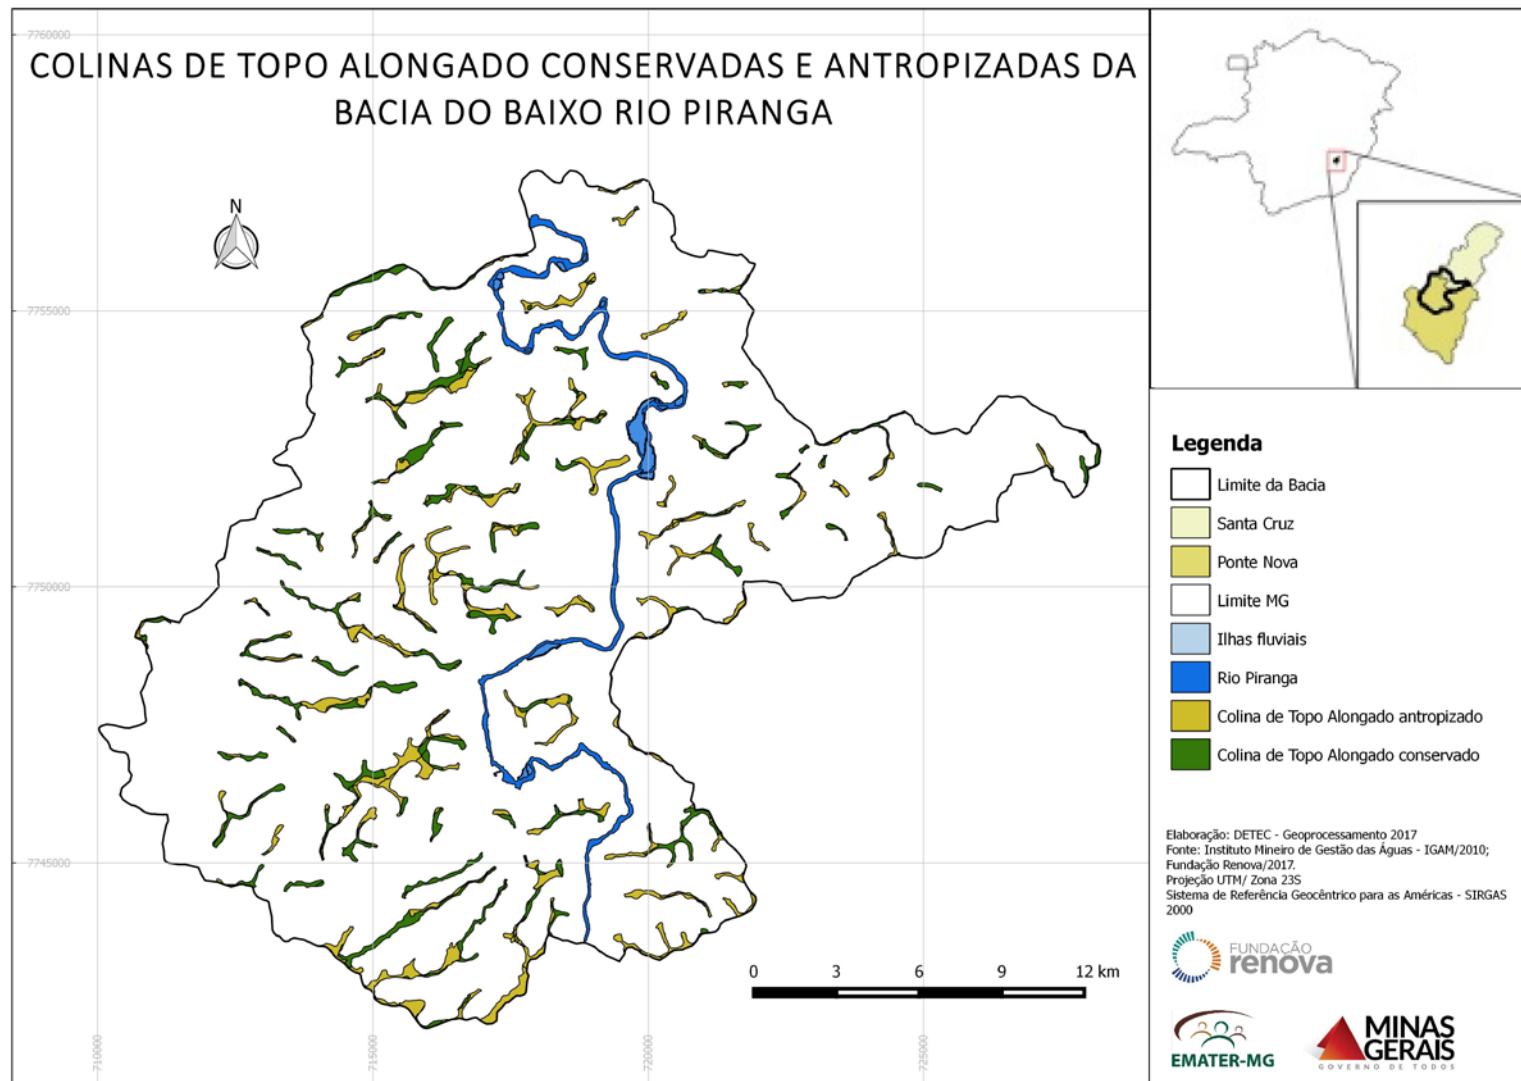 COLINAS DE TOPO ALONGADO CONSERVADAS E ANTROPIZADAS DA
BACIA DO BAIXO RIO PIRANGA
N
7760000
7755000
7750000
7745000
710000
715000
720000
725000
0 3 6 9 12 km
Legenda
Limite da Bacia
Santa Cruz
Ponte Nova
Limite MG
Ilhas fluviais
Rio Piranga
Colina de Topo Alongado antropizado
Colina de Topo Alongado conservado
Elaboração: DETEC - Geoprocessamento 2017
Fonte: Instituto Mineiro de Gestão das Águas - IGAM/2010;
Fundação Renova/2017.
Projeção UTM/ Zona 23S
Sistema de Referência Geocêntrico para as Américas - SIRGAS
2000
FUNDAÇÃO
renova
EMATER-MG
MINAS
GERAIS
GOVERNO DE TODOS